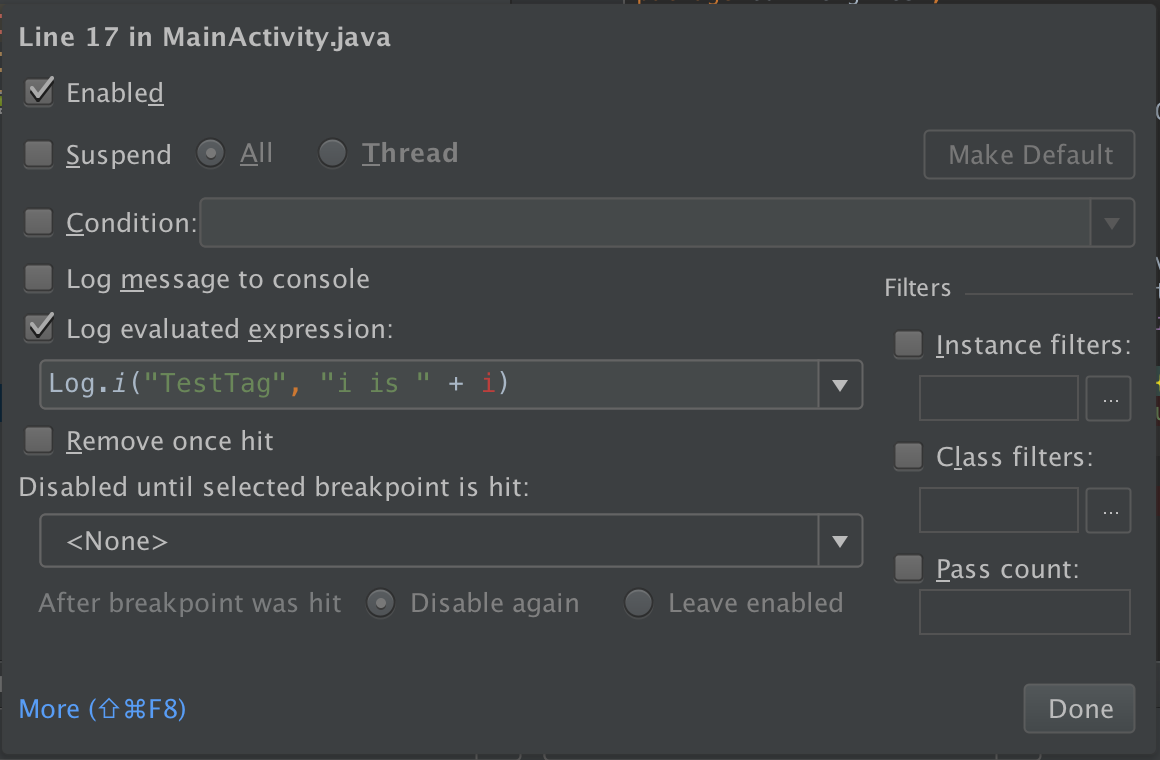 Line 17 in MainActivity.java
Enabled
Suspend All Thread Make Default
Condition:
Log message to console
Log evaluated expression:
Log.i("TestTag", "i is " + i)
Remove once hit
Disabled until selected breakpoint is hit:
<None>
After breakpoint was hit Disable again Leave enabled
Filters
Instance filters:
...
Class filters:
...
Pass count:
More (⇧⌘F8)
Done